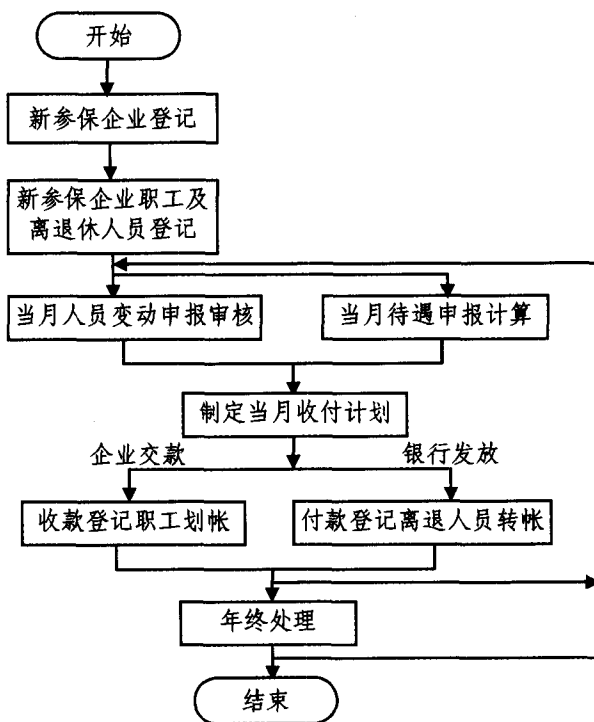 开始
新参保企业登记
新参保企业职工及
离退休人员登记
当月人员变动申报审核
当月待遇申报计算
制定当月收付计划
企业交款
银行发放
收款登记职工划帐
付款登记离退人员转帐
年终处理
结束